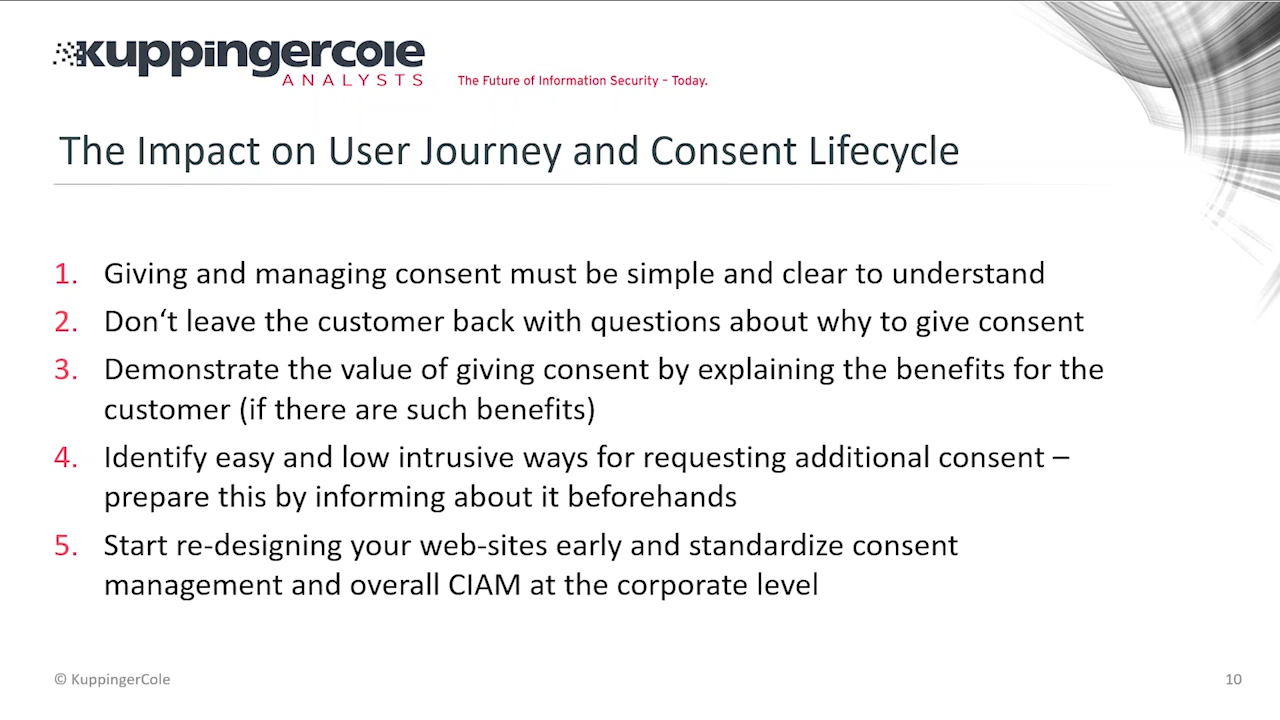 kuppingercole
ANALYSTS
The Future of Information Security – Today.
The Impact on User Journey and Consent Lifecycle
1. Giving and managing consent must be simple and clear to understand
2. Don‘t leave the customer back with questions about why to give consent
3. Demonstrate the value of giving consent by explaining the benefits for the
customer (if there are such benefits)
4. Identify easy and low intrusive ways for requesting additional consent –
prepare this by informing about it beforehands
5. Start re-designing your web-sites early and standardize consent
management and overall CIAM at the corporate level
© KuppingerCole
10